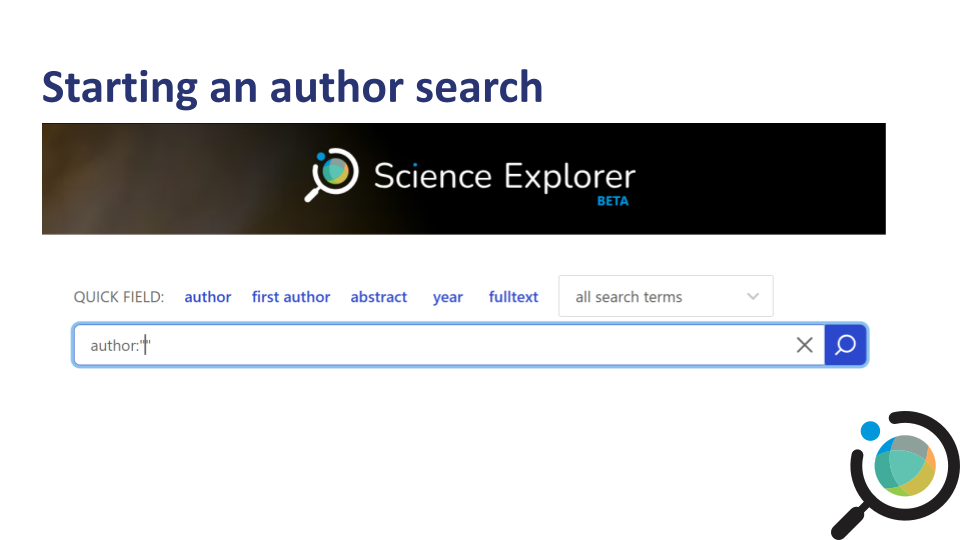 Starting an author search
Science Explorer
BETA
QUICK FIELD: author first author abstract year fulltext all search terms
author:""